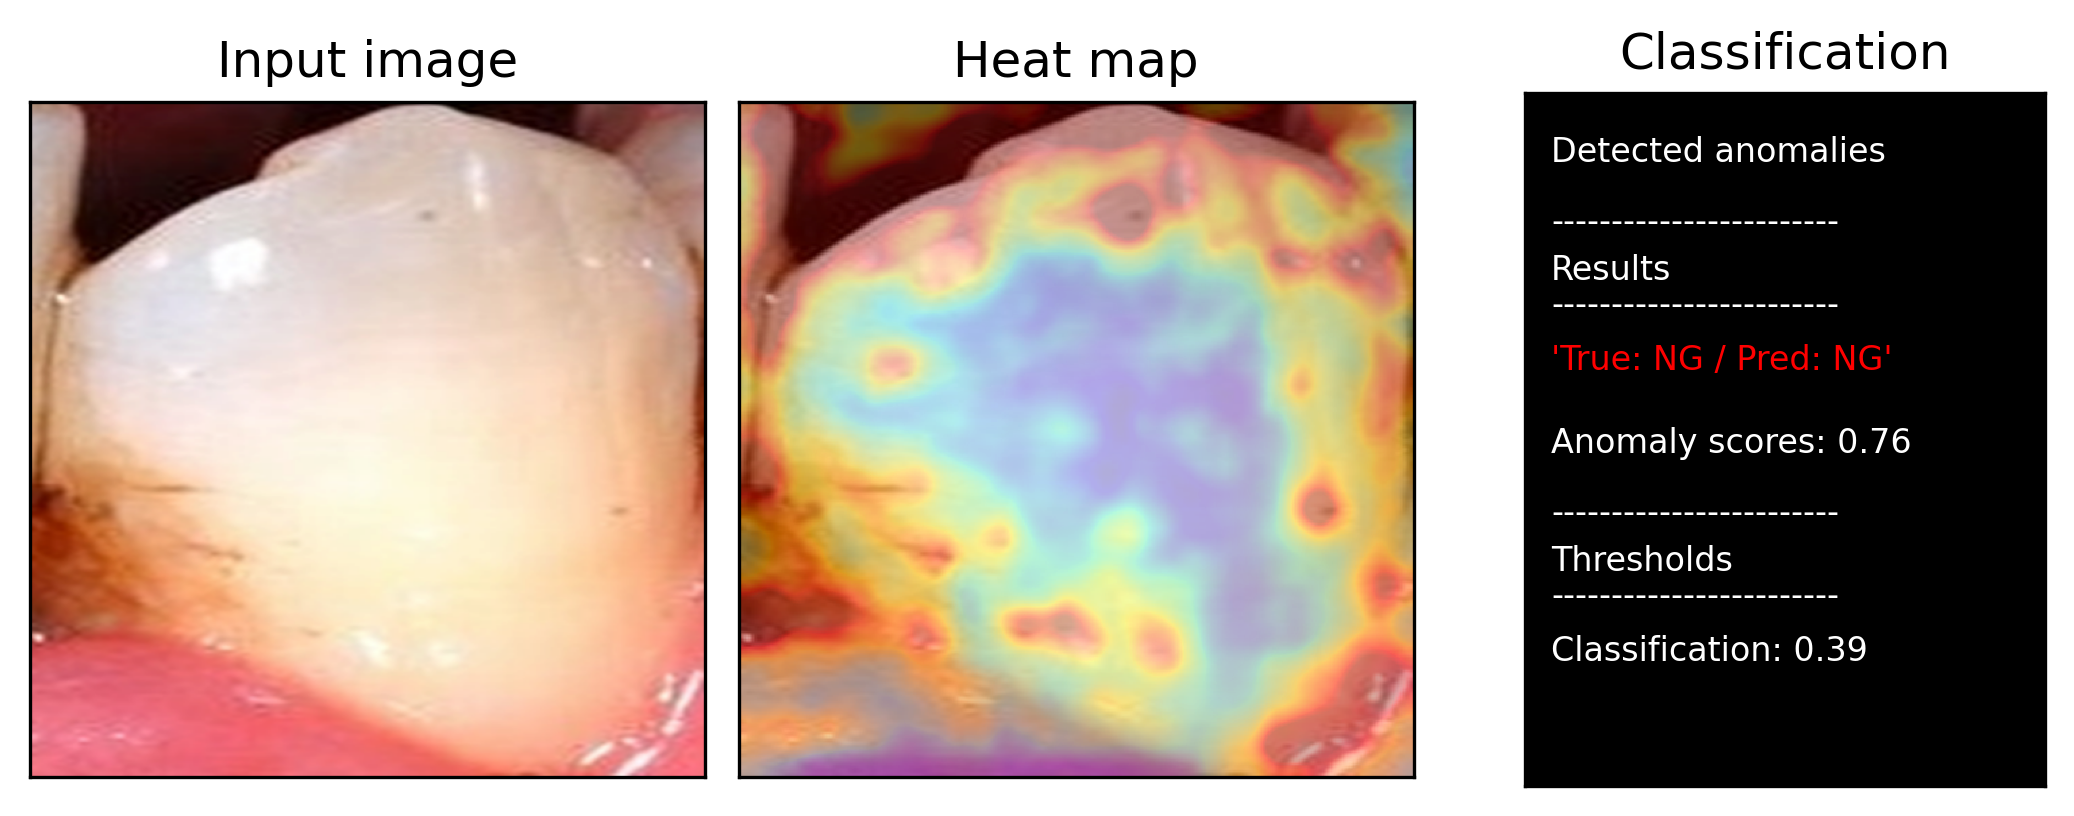 Input image
Heat map
Classification
Detected anomalies
------------------------
Results
------------------------
'True: NG / Pred: NG'
Anomaly scores: 0.76
------------------------
Thresholds
------------------------
Classification: 0.39